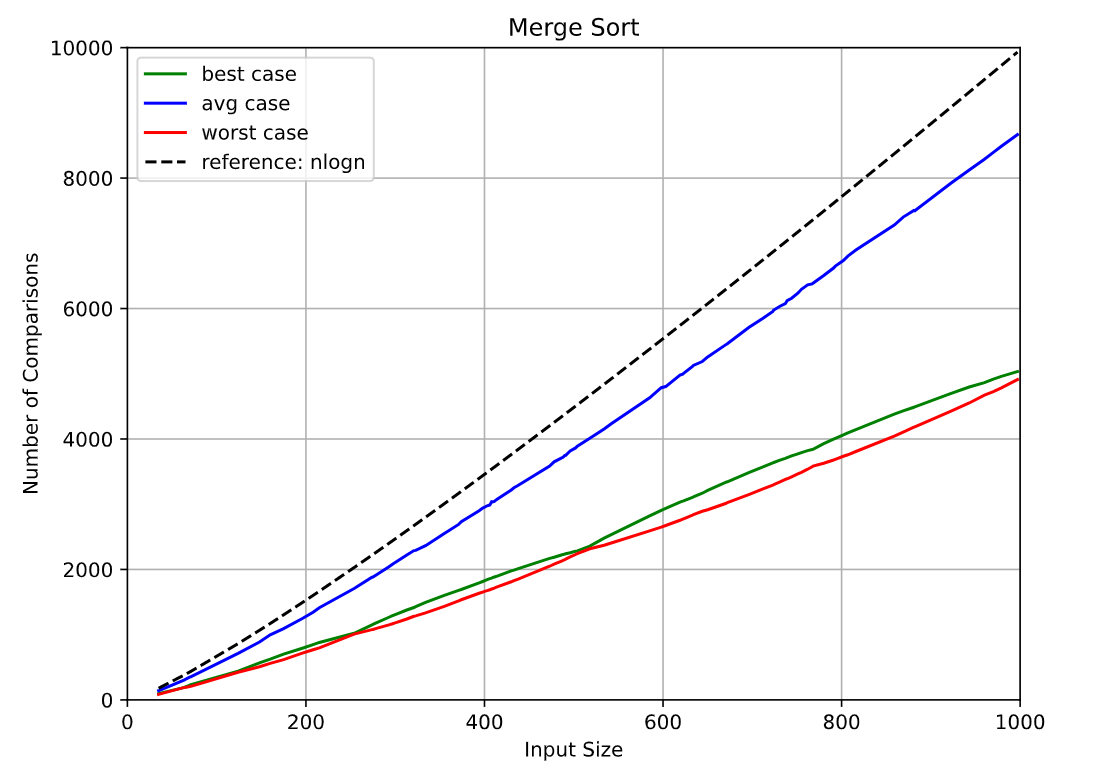 Merge Sort
10000
8000
6000
4000
2000
0
Number of Comparisons
best case
avg case
worst case
reference: nlogn
0 200 400 600 800 1000
Input Size